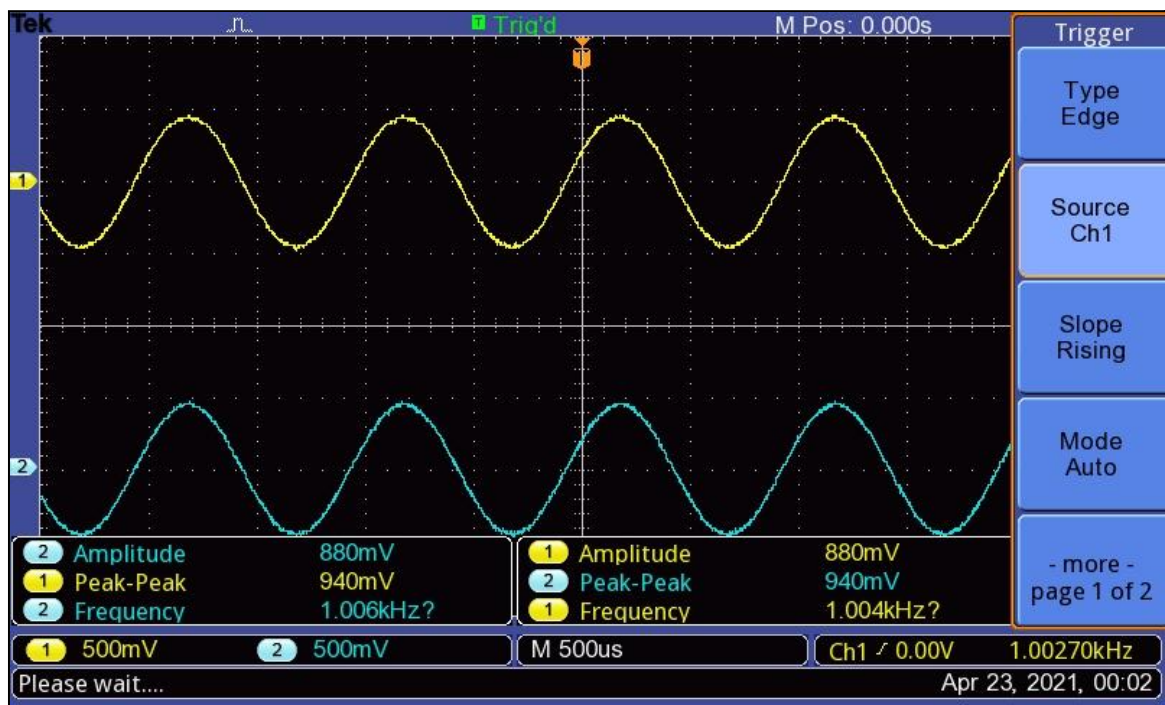 Tek T Trig'd M Pos: 0.000s
T
1
2
Trigger
Type
Edge
Source
Ch1
Slope
Rising
Mode
Auto
- more -
page 1 of 2
2 Amplitude 880mV
1 Peak-Peak 940mV
2 Frequency 1.006kHz?
1 Amplitude 880mV
2 Peak-Peak 940mV
1 Frequency 1.004kHz?
1 500mV 2 500mV M 500us Ch1 0.00V 1.00270kHz
Please wait.... Apr 23, 2021, 00:02